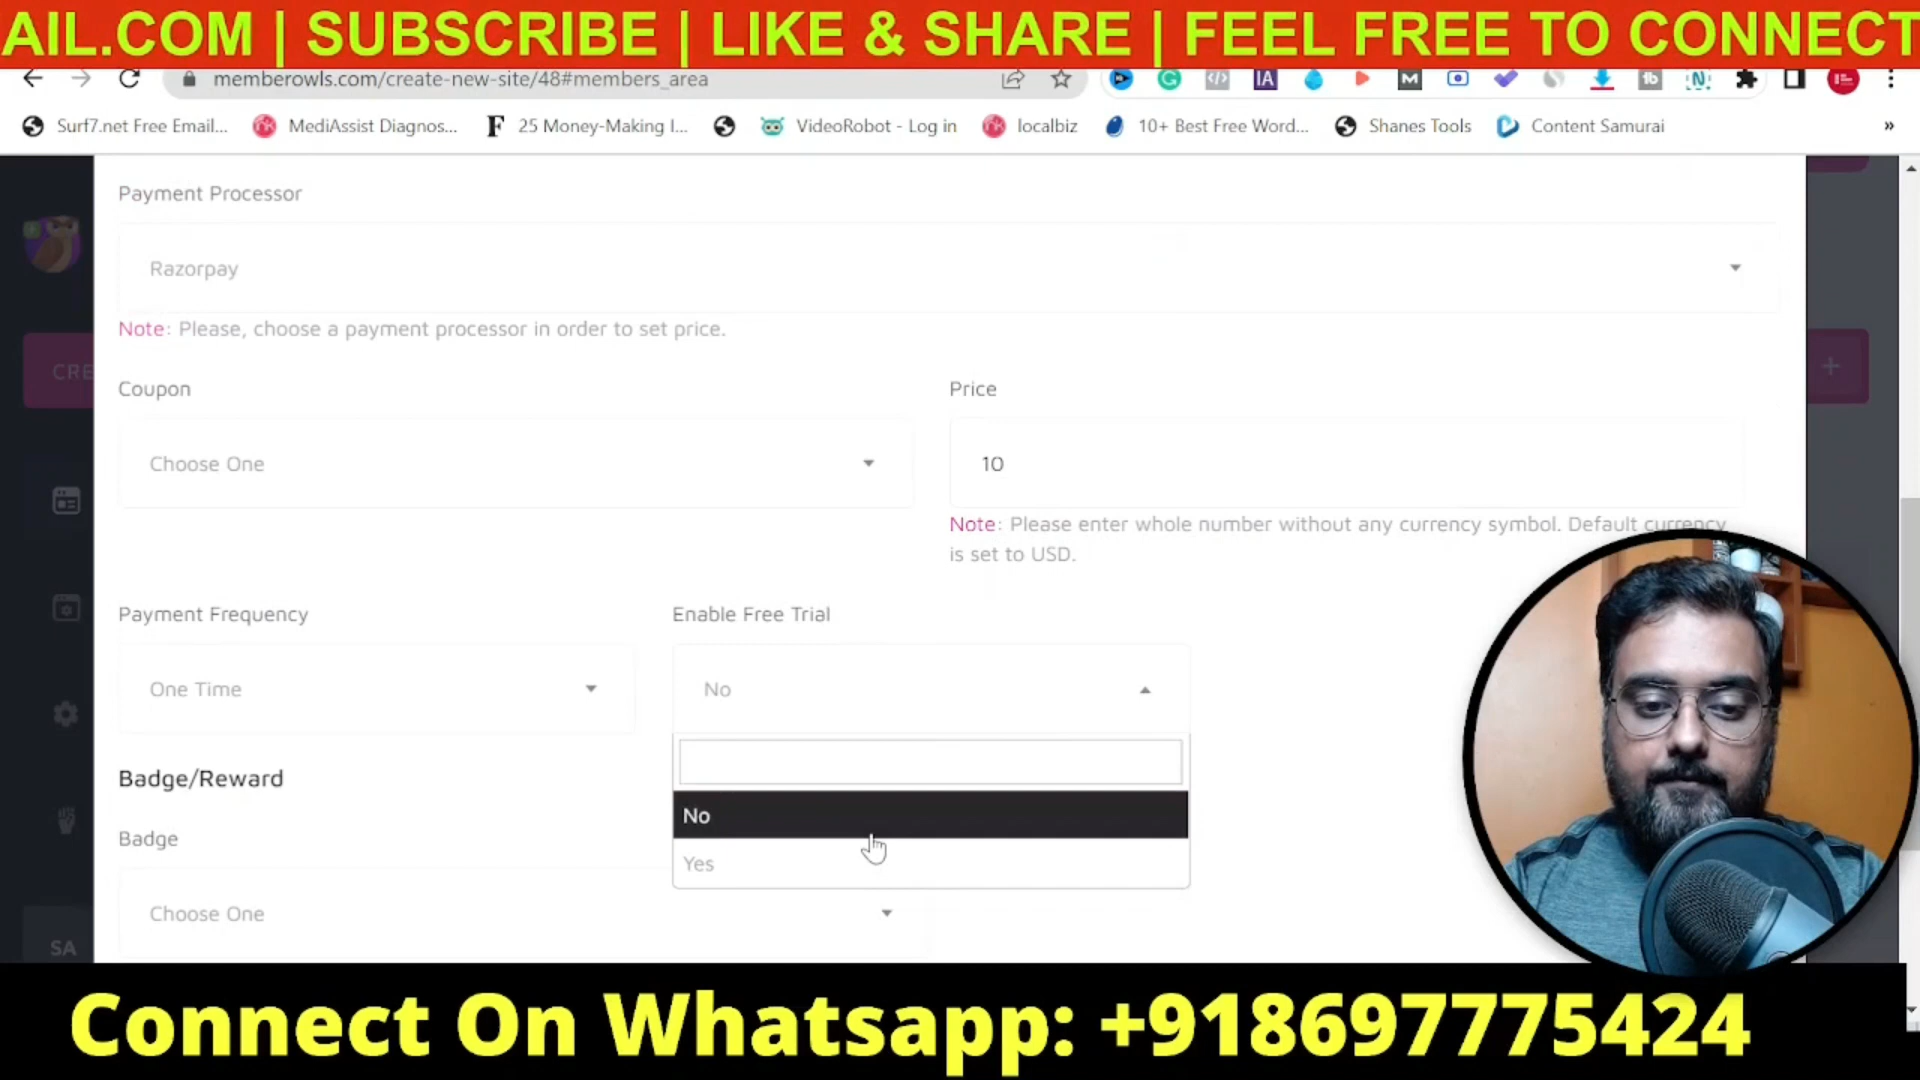 AIL.COM | SUBSCRIBE | LIKE & SHARE | FEEL FREE TO CONNECT
memberowls.com/create-new-site/48#members_area
Surf7.net Free Email... MediAssist Diagnos... 25 Money-Making I... VideoRobot - Log in localbiz 10+ Best Free Word... Shanes Tools Content Samurai »
Payment Processor
Razorpay
Note: Please, choose a payment processor in order to set price.
CRE
Coupon Price
Choose One 10
Note: Please enter whole number without any currency symbol. Default currency
is set to USD.
Payment Frequency Enable Free Trial
One Time No
Badge/Reward
No
Badge
Yes
Choose One
SA
Connect On Whatsapp: +918697775424